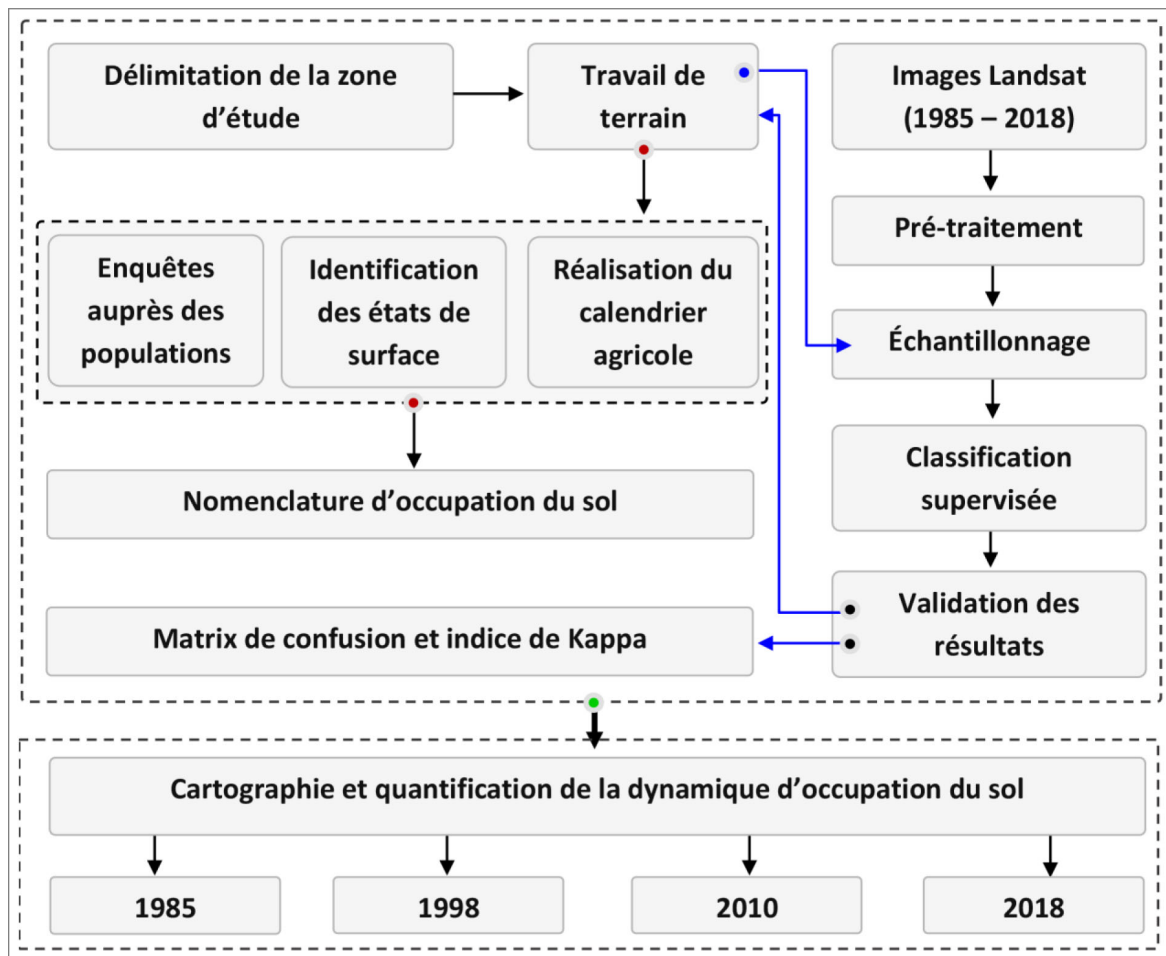 Délimitation de la zone
d’étude
Travail de
terrain
Images Landsat
(1985 – 2018)
Pré-traitement
Enquêtes
auprès des
populations
Identification
des états de
surface
Réalisation du
calendrier
agricole
Échantillonnage
Classification
supervisée
Nomenclature d’occupation du sol
Validation des
résultats
Matrix de confusion et indice de Kappa
Cartographie et quantification de la dynamique d’occupation du sol
1985
1998
2010
2018